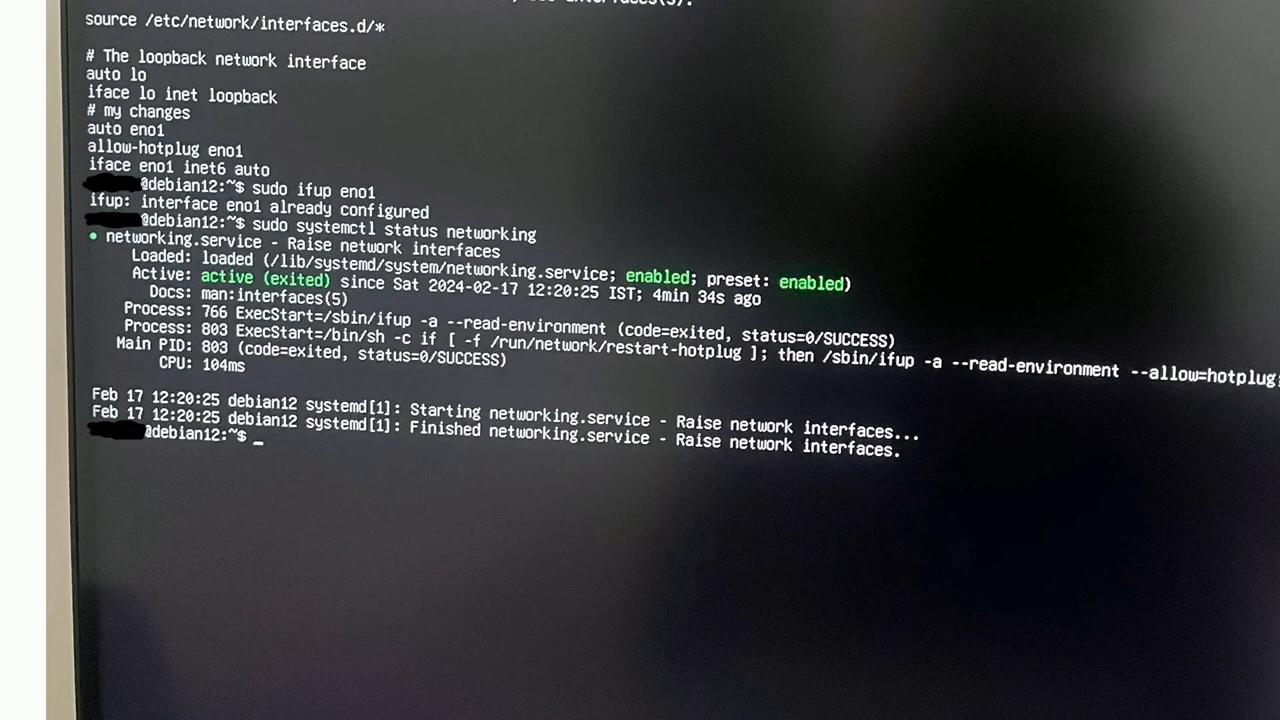 source /etc/network/interfaces.d/*
# The loopback network interface
auto lo
iface lo inet loopback
# my changes
auto eno1
allow-hotplug eno1
iface eno1 inet6 auto
@debian12:~$ sudo ifup eno1
ifup: interface eno1 already configured
@debian12:~$ sudo systemctl status networking
● networking.service - Raise network interfaces
Loaded: loaded (/lib/systemd/system/networking.service; enabled; preset: enabled)
Active: active (exited) since Sat 2024-02-17 12:20:25 IST; 4min 34s ago
Docs: man:interfaces(5)
Process: 766 ExecStart=/sbin/ifup -a --read-environment (code=exited, status=0/SUCCESS)
Process: 803 ExecStart=/bin/sh -c if [ -f /run/network/restart-hotplug ]; then /sbin/ifup -a --read-environment --allow=hotplug;
Main PID: 803 (code=exited, status=0/SUCCESS)
CPU: 104ms
Feb 17 12:20:25 debian12 systemd[1]: Starting networking.service - Raise network interfaces...
Feb 17 12:20:25 debian12 systemd[1]: Finished networking.service - Raise network interfaces.
@debian12:~$ _